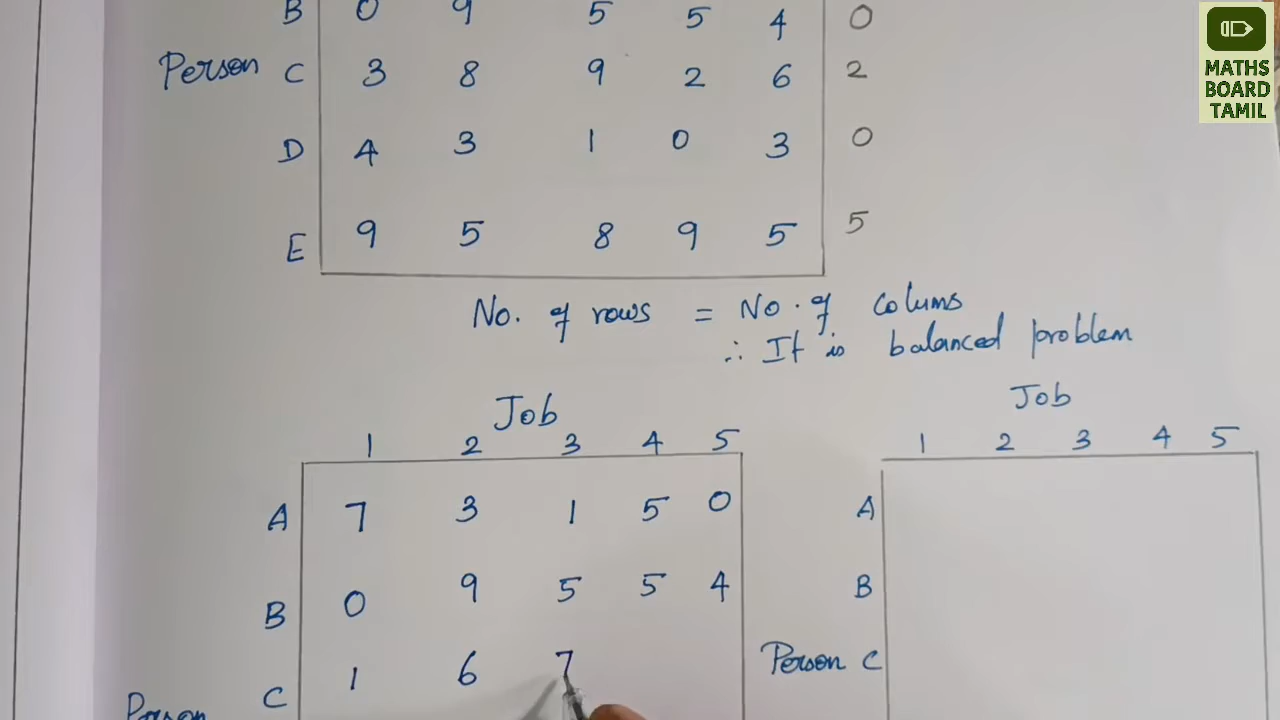 B 0 9 5 5 4 0
Person C 3 8 9 2 6 2
D 4 3 1 0 3 0
E 9 5 8 9 5 5
No. of rows = No. of colums
∴ It is balanced problem
Job
1 2 3 4 5
A 7 3 1 5 0
B 0 9 5 5 4
C 1 6 7
Person
Job
1 2 3 4 5
A
B
Person C
MATHS
BOARD
TAMIL